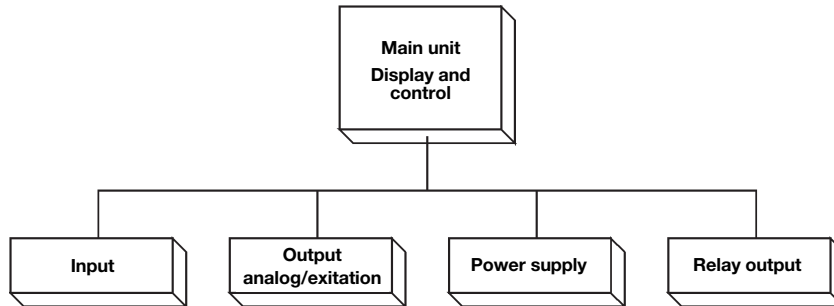 Main unit
Display and
control
Input
Output
analog/exitation
Power supply
Relay output